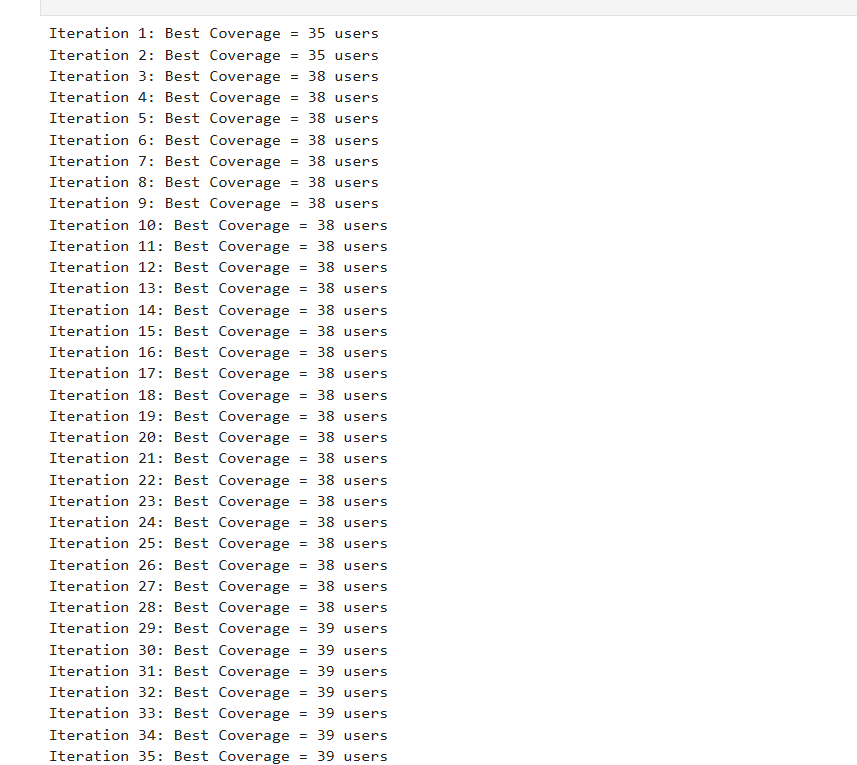 Iteration 1: Best Coverage = 35 users
Iteration 2: Best Coverage = 35 users
Iteration 3: Best Coverage = 38 users
Iteration 4: Best Coverage = 38 users
Iteration 5: Best Coverage = 38 users
Iteration 6: Best Coverage = 38 users
Iteration 7: Best Coverage = 38 users
Iteration 8: Best Coverage = 38 users
Iteration 9: Best Coverage = 38 users
Iteration 10: Best Coverage = 38 users
Iteration 11: Best Coverage = 38 users
Iteration 12: Best Coverage = 38 users
Iteration 13: Best Coverage = 38 users
Iteration 14: Best Coverage = 38 users
Iteration 15: Best Coverage = 38 users
Iteration 16: Best Coverage = 38 users
Iteration 17: Best Coverage = 38 users
Iteration 18: Best Coverage = 38 users
Iteration 19: Best Coverage = 38 users
Iteration 20: Best Coverage = 38 users
Iteration 21: Best Coverage = 38 users
Iteration 22: Best Coverage = 38 users
Iteration 23: Best Coverage = 38 users
Iteration 24: Best Coverage = 38 users
Iteration 25: Best Coverage = 38 users
Iteration 26: Best Coverage = 38 users
Iteration 27: Best Coverage = 38 users
Iteration 28: Best Coverage = 38 users
Iteration 29: Best Coverage = 39 users
Iteration 30: Best Coverage = 39 users
Iteration 31: Best Coverage = 39 users
Iteration 32: Best Coverage = 39 users
Iteration 33: Best Coverage = 39 users
Iteration 34: Best Coverage = 39 users
Iteration 35: Best Coverage = 39 users